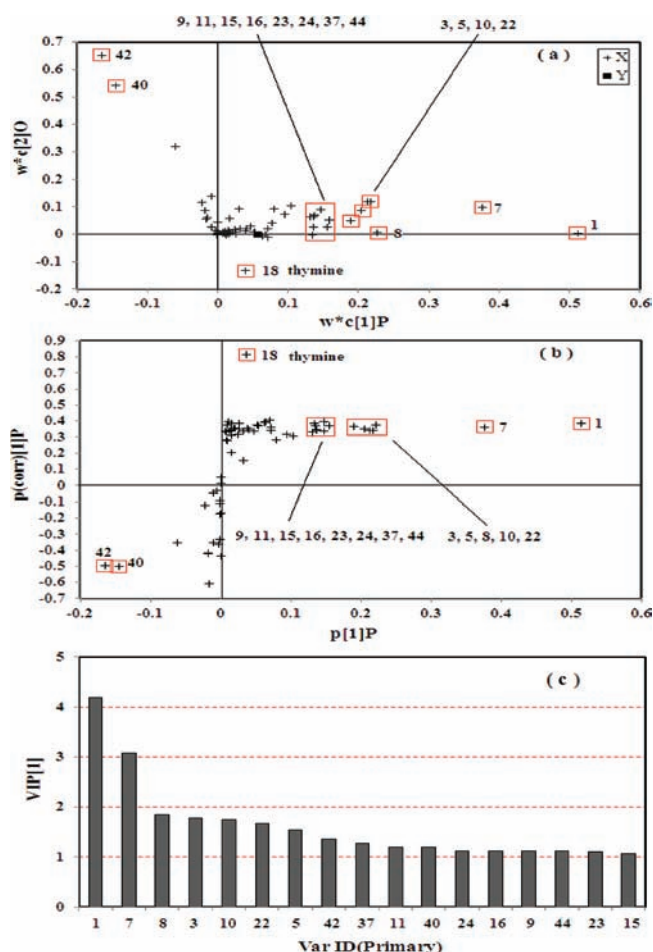 9, 11, 15, 16, 23, 24, 37, 44
3, 5, 10, 22
0.7
42
( a )
X
Y
0.6
40
0.5
0.4
w*c[2]O
0.3
0.2
0.1
7
1
0
8
-0.1
18 thymine
-0.2
-0.2 -0.1 0 0.1 0.2 0.3 0.4 0.5 0.6
w*c[1]P
0.9
0.8
18 thymine
( b )
0.7
0.6
0.5
0.4
7
1
0.3
0.2
0.1
p(corr)[1]P
0
-0.1
-0.2
9, 11, 15, 16, 23, 24, 37, 44
3, 5, 8, 10, 22
-0.3
-0.4
42
40
-0.5
-0.6
-0.7
-0.2 -0.1 0 0.1 0.2 0.3 0.4 0.5 0.6
p[1]P
5
( c )
4
3
VIP[1]
2
1
0
1 7 8 3 10 22 5 42 37 11 40 24 16 9 44 23 15
Var ID(Primary)